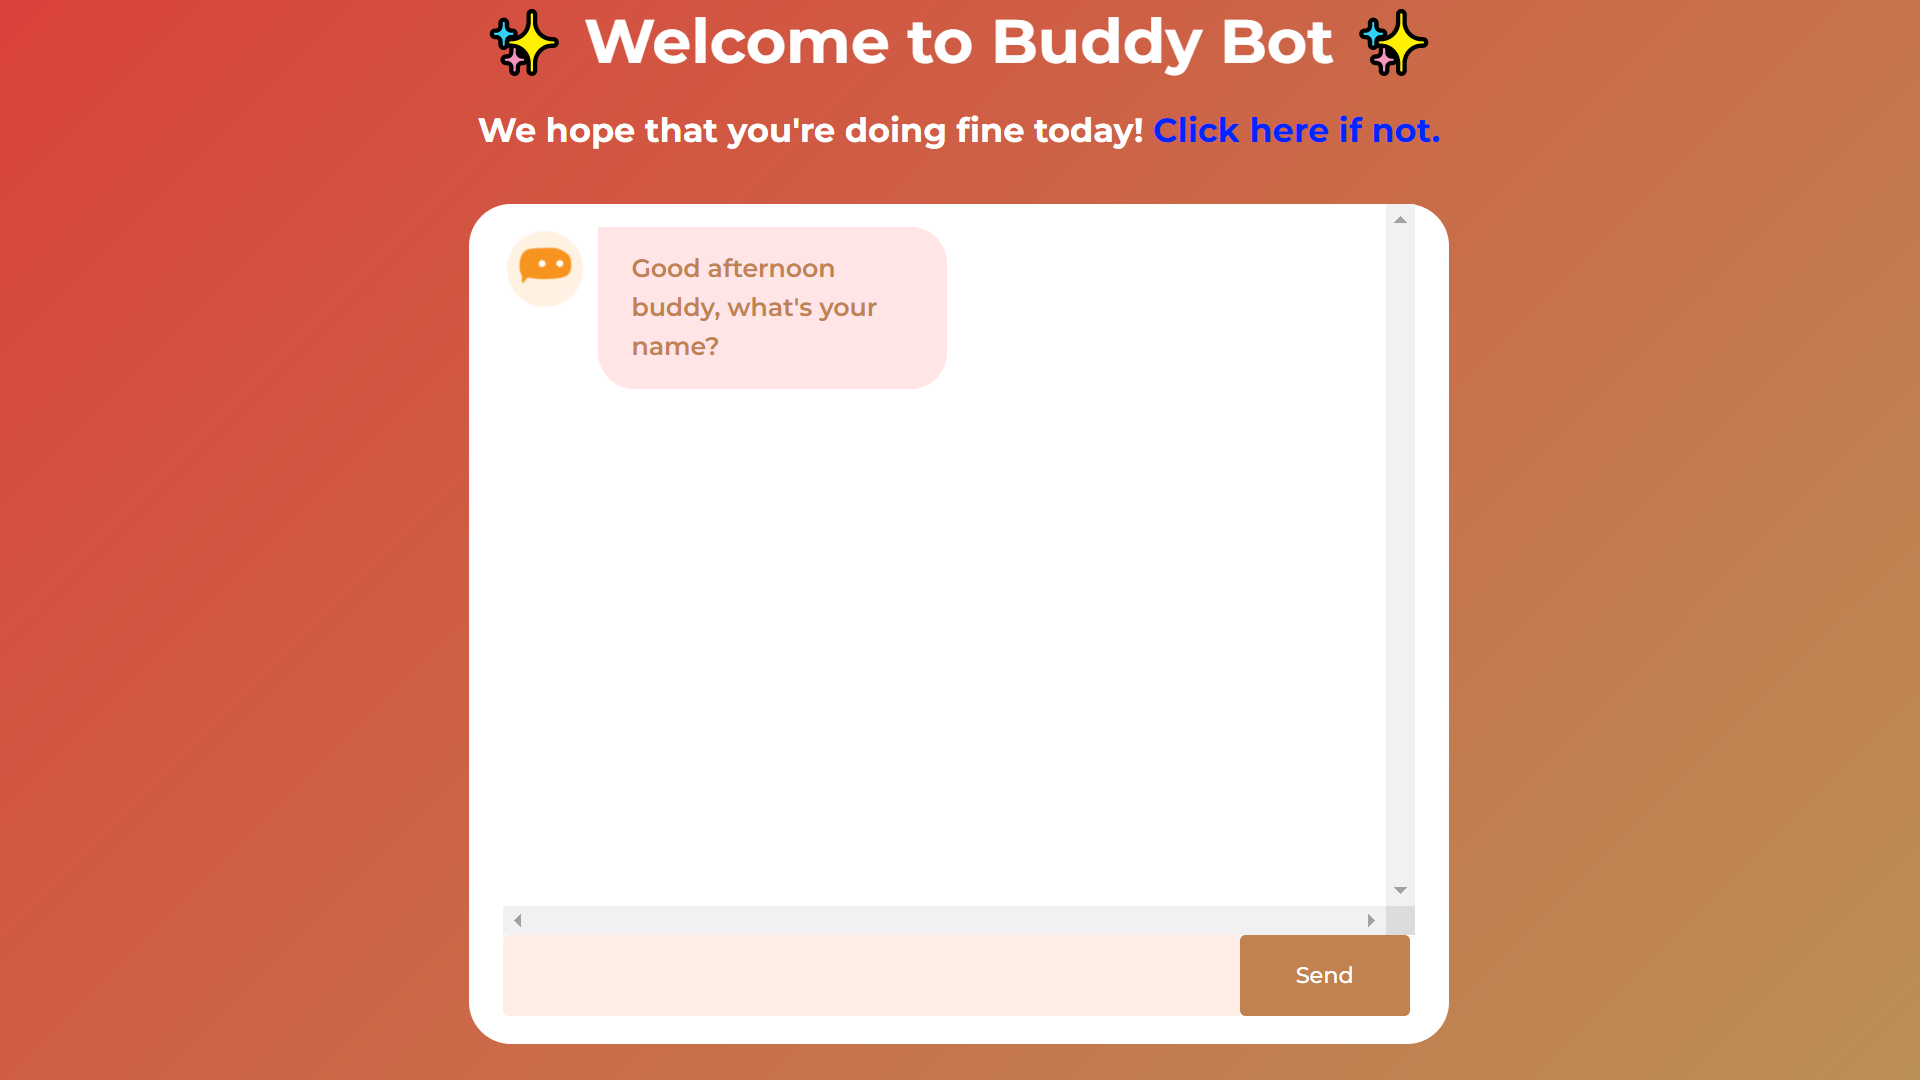 ✨ Welcome to Buddy Bot ✨
We hope that you're doing fine today! Click here if not.
Good afternoon
buddy, what's your
name?
Send